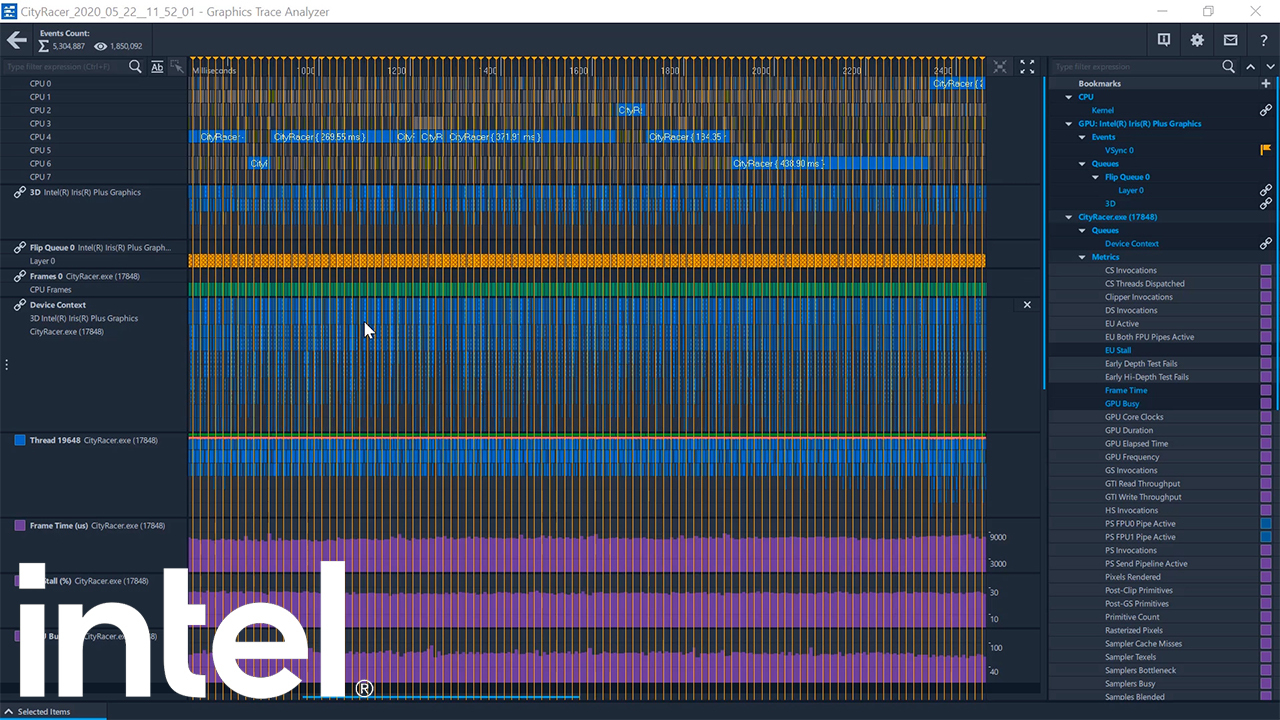 CityRacer_2020_05_22__11_52_01 - Graphics Trace Analyzer
Events Count:
5,304,887 1,850,092
Type filter expression (Ctrl+E)
Ab
Milliseconds 1000 1200 1400 1600 1800 2000 2200 2400
CPU 0
CityRacer { 2
CPU 1
CPU 2
CityR
CPU 3
CPU 4
CityRacer
CityRacer { 269.55 ms }
City
CityR
CityRacer { 371.91 ms }
CityRacer { 134.35
CPU 5
CPU 6
CityRacer { 438.90 ms }
CPU 7
3D Intel(R) Iris(R) Plus Graphics
Flip Queue 0 Intel(R) Iris(R) Plus Graph...
Layer 0
Frames 0 CityRacer.exe (17848)
CPU Frames
Device Context
3D Intel(R) Iris(R) Plus Graphics
CityRacer.exe (17848)
Thread 19648 CityRacer.exe (17848)
Frame Time (us) CityRacer.exe (17848)
9000
3000
Stall (%) CityRacer.exe (17848)
30
10
100
40
intel®
Selected Items
Type filter expression
Bookmarks
CPU
Kernel
GPU: Intel(R) Iris(R) Plus Graphics
Events
VSync 0
Queues
Flip Queue 0
Layer 0
3D
CityRacer.exe (17848)
Queues
Device Context
Metrics
CS Invocations
CS Threads Dispatched
Clipper Invocations
DS Invocations
EU Active
EU Both FPU Pipes Active
EU Stall
Early Depth Test Fails
Early Hi-Depth Test Fails
Frame Time
GPU Busy
GPU Core Clocks
GPU Duration
GPU Elapsed Time
GPU Frequency
GS Invocations
GTI Read Throughput
GTI Write Throughput
HS Invocations
PS FPU0 Pipe Active
PS FPU1 Pipe Active
PS Invocations
PS Send Pipeline Active
Pixels Rendered
Post-Clip Primitives
Post-GS Primitives
Primitive Count
Rasterized Pixels
Sampler Cache Misses
Sampler Texels
Samplers Bottleneck
Samplers Busy
Samples Blended